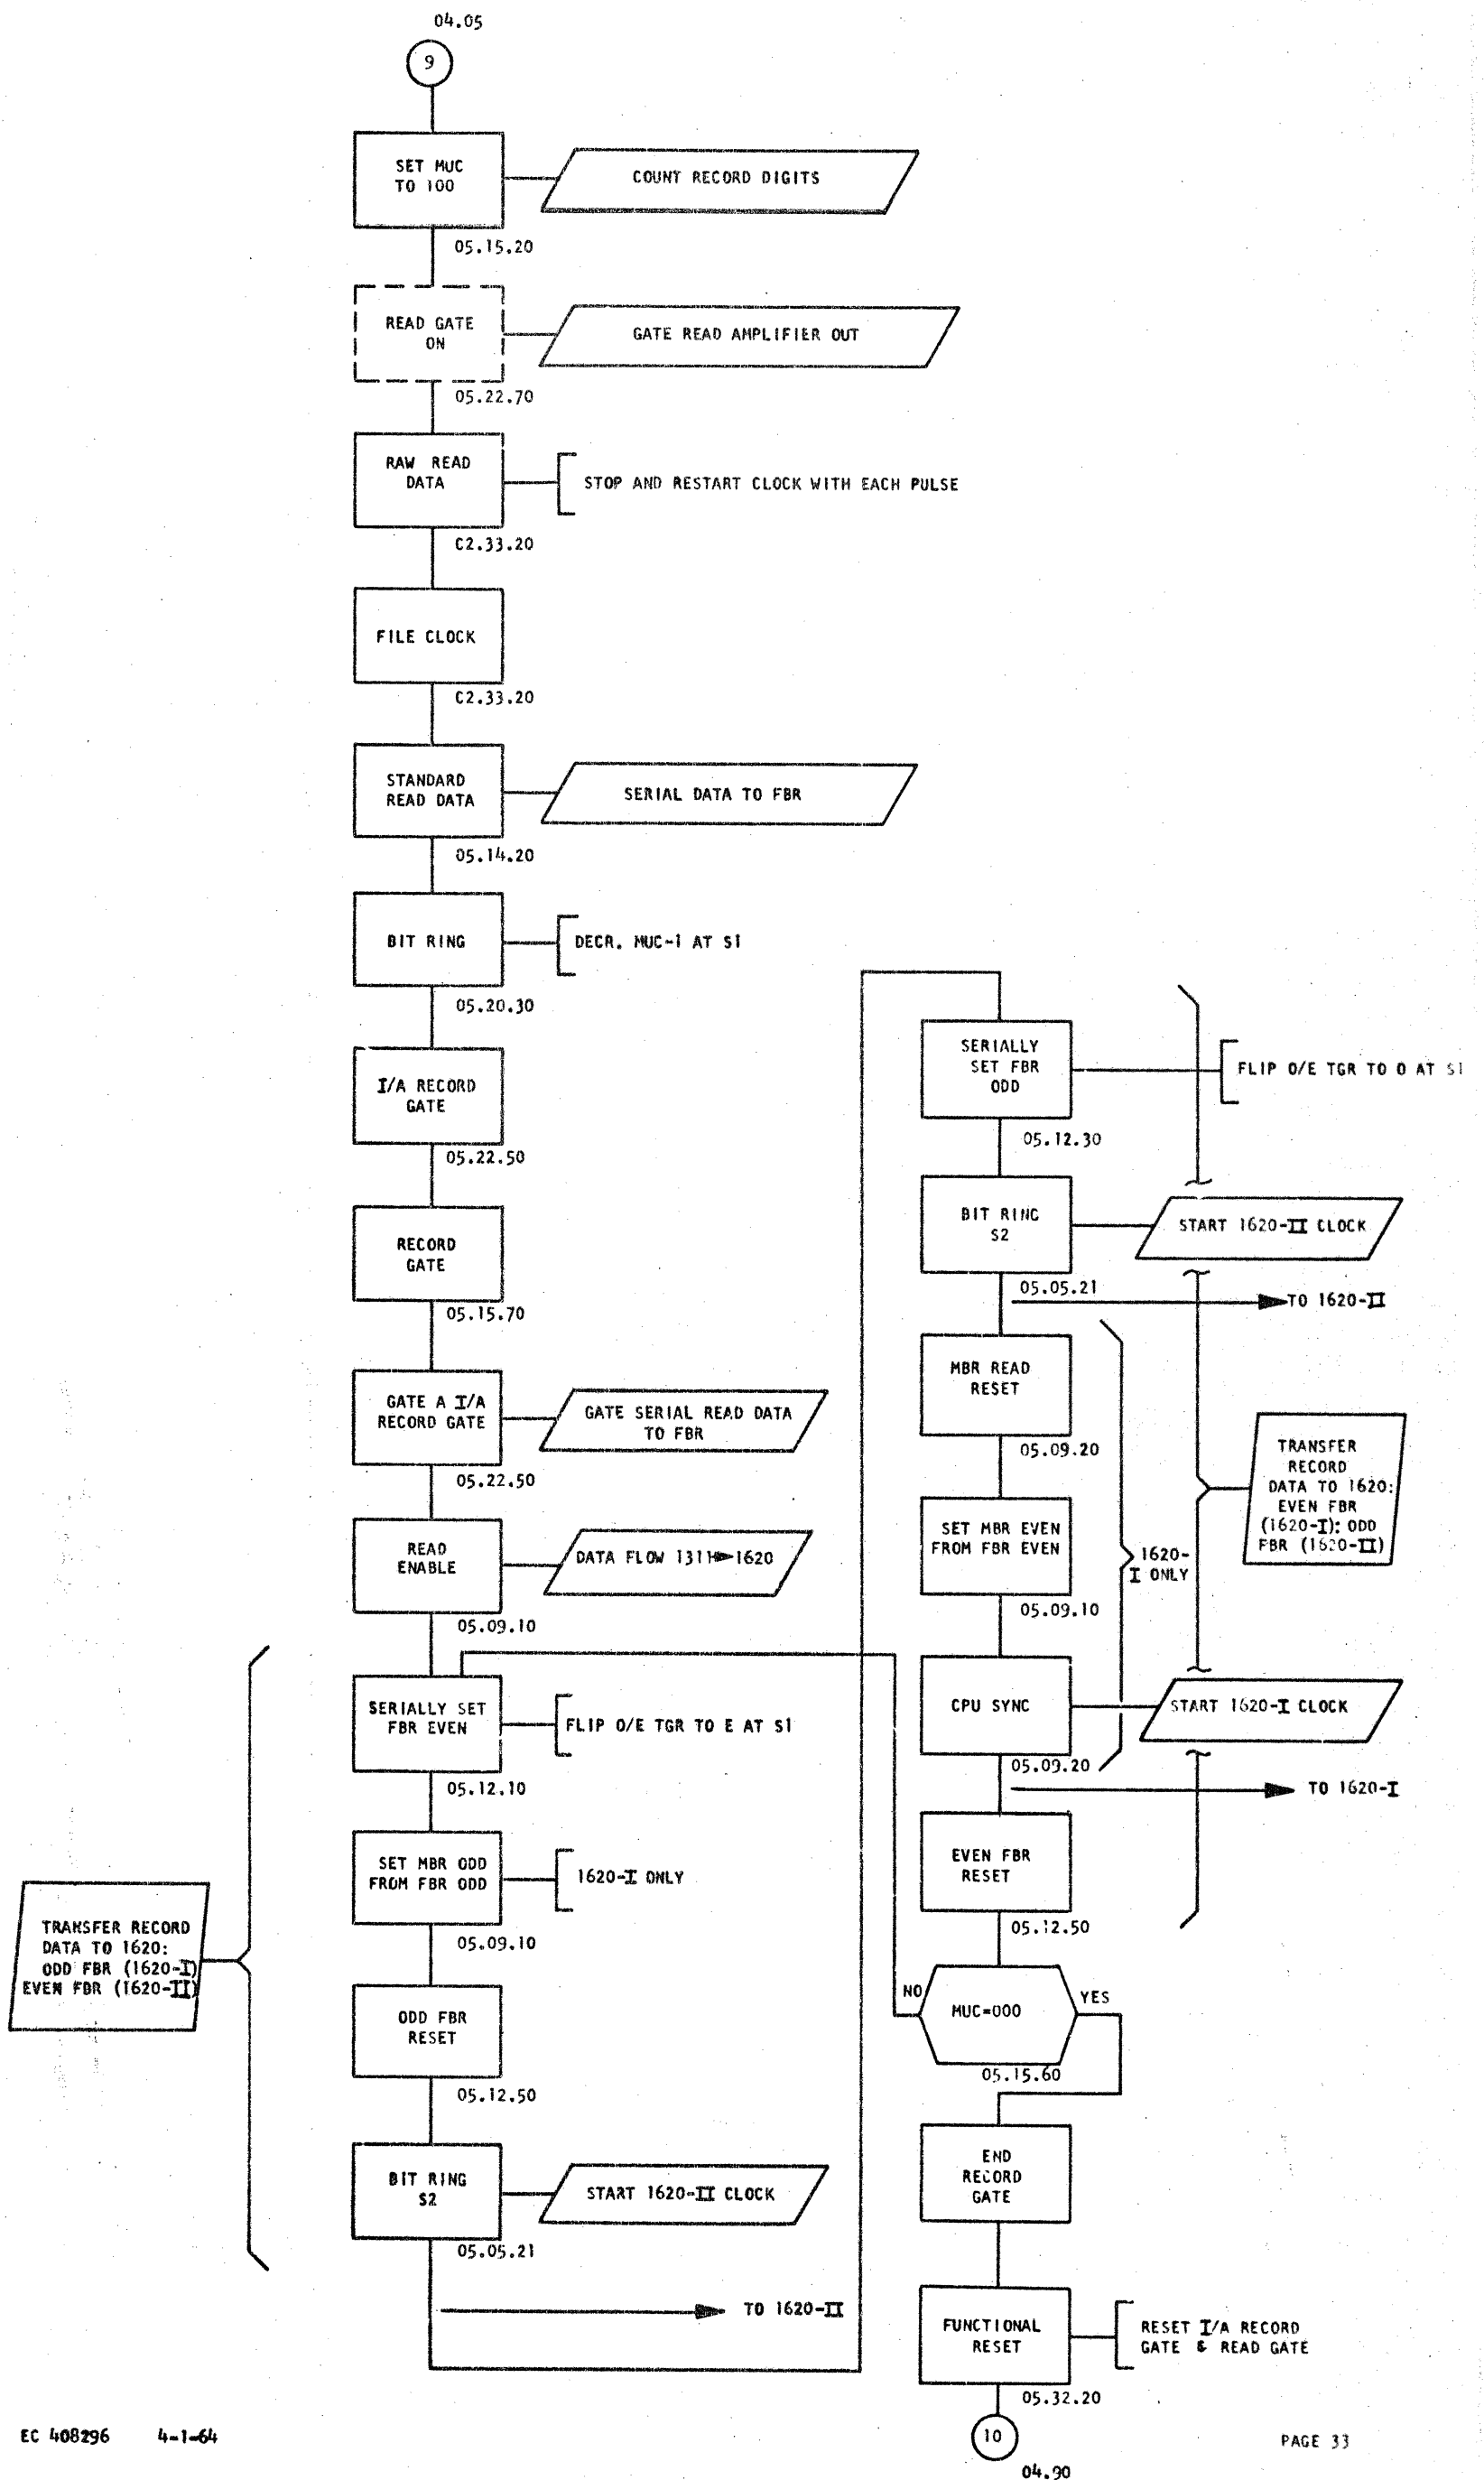 04.05
9
SET MUC
TO 100
COUNT RECORD DIGITS
05.15.20
READ GATE
ON
GATE READ AMPLIFIER OUT
05.22.70
RAW READ
DATA
STOP AND RESTART CLOCK WITH EACH PULSE
C2.33.20
FILE CLOCK
C2.33.20
STANDARD
READ DATA
SERIAL DATA TO FBR
05.14.20
BIT RING
DECR. MUC-1 AT S1
05.20.30
I/A RECORD
GATE
05.22.50
RECORD
GATE
05.15.70
GATE A I/A
RECORD GATE
GATE SERIAL READ DATA
TO FBR
05.22.50
READ
ENABLE
DATA FLOW 1311►1620
05.09.10
SERIALLY SET
FBR EVEN
FLIP O/E TGR TO E AT S1
05.12.10
SET MBR ODD
FROM FBR ODD
1620-I ONLY
05.09.10
TRANSFER RECORD
DATA TO 1620:
ODD FBR (1620-I)
EVEN FBR (1620-II)
ODD FBR
RESET
05.12.50
BIT RING
S2
START 1620-II CLOCK
05.05.21
TO 1620-II
SERIALLY
SET FBR
ODD
FLIP O/E TGR TO O AT S1
05.12.30
BIT RING
S2
START 1620-II CLOCK
05.05.21
TO 1620-II
MBR READ
RESET
05.09.20
SET MBR EVEN
FROM FBR EVEN
05.09.10
1620-
I ONLY
TRANSFER
RECORD
DATA TO 1620:
EVEN FBR
(1620-I): ODD
FBR (1620-II)
CPU SYNC
START 1620-I CLOCK
05.09.20
TO 1620-I
EVEN FBR
RESET
05.12.50
NO
MUC=000
YES
05.15.60
END
RECORD
GATE
FUNCTIONAL
RESET
RESET I/A RECORD
GATE & READ GATE
05.32.20
10
04.90
EC 408296 4-1-64
PAGE 33